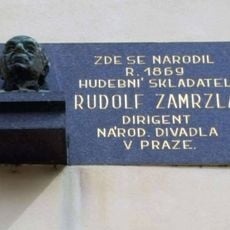 ZDE SE NARODIL
R. 1869
HUDEBNÍ SKLADATEL
RUDOLF ZAMRZLA
DIRIGENT
NÁROD. DIVADLA
V PRAZE.